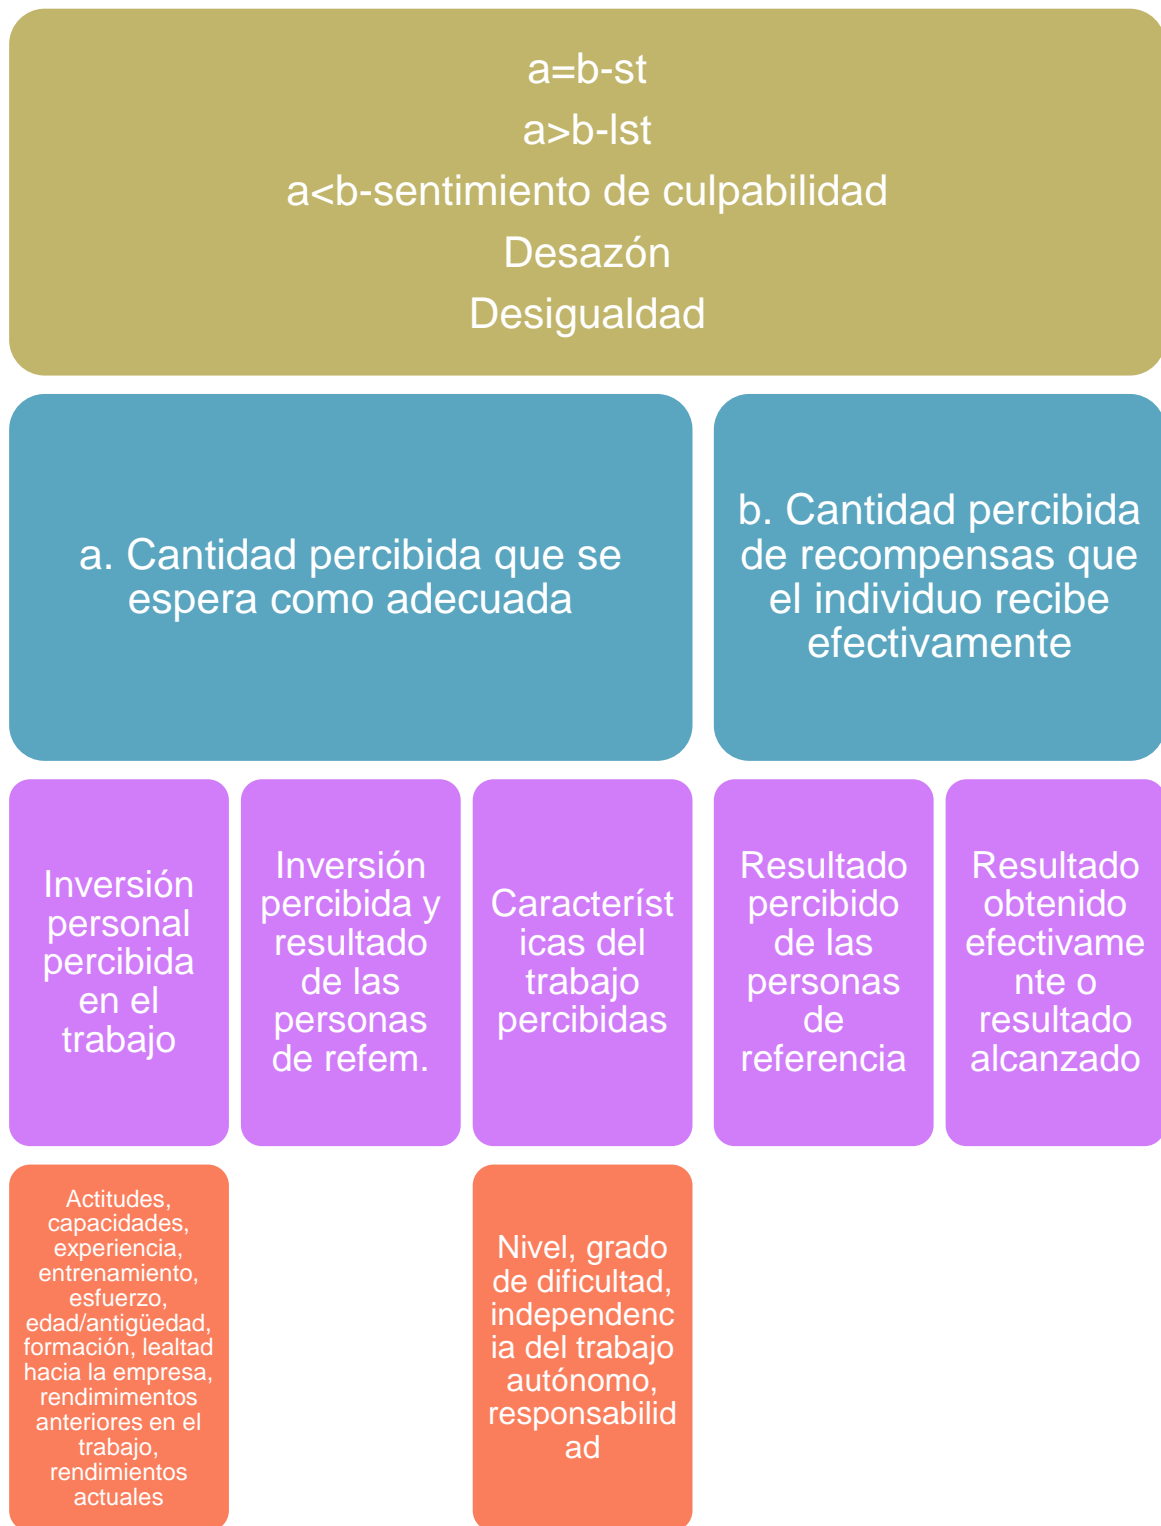 a=b-st
a>b-lst
a<b-sentimiento de culpabilidad
Desazón
Desigualdad
a. Cantidad percibida que se
espera como adecuada
b. Cantidad percibida
de recompensas que
el individuo recibe
efectivamente
Inversión
personal
percibida
en el
trabajo
Inversión
percibida y
resultado
de las
personas
de refem.
Característ
icas del
trabajo
percibidas
Resultado
percibido
de las
personas
de
referencia
Resultado
obtenido
efectivame
nte o
resultado
alcanzado
Actitudes,
capacidades,
experiencia,
entrenamiento,
esfuerzo,
edad/antigüedad,
formación, lealtad
hacia la empresa,
rendimimentos
anteriores en el
trabajo,
rendimientos
actuales
Nivel, grado
de dificultad,
independenc
ia del trabajo
autónomo,
responsabilid
ad